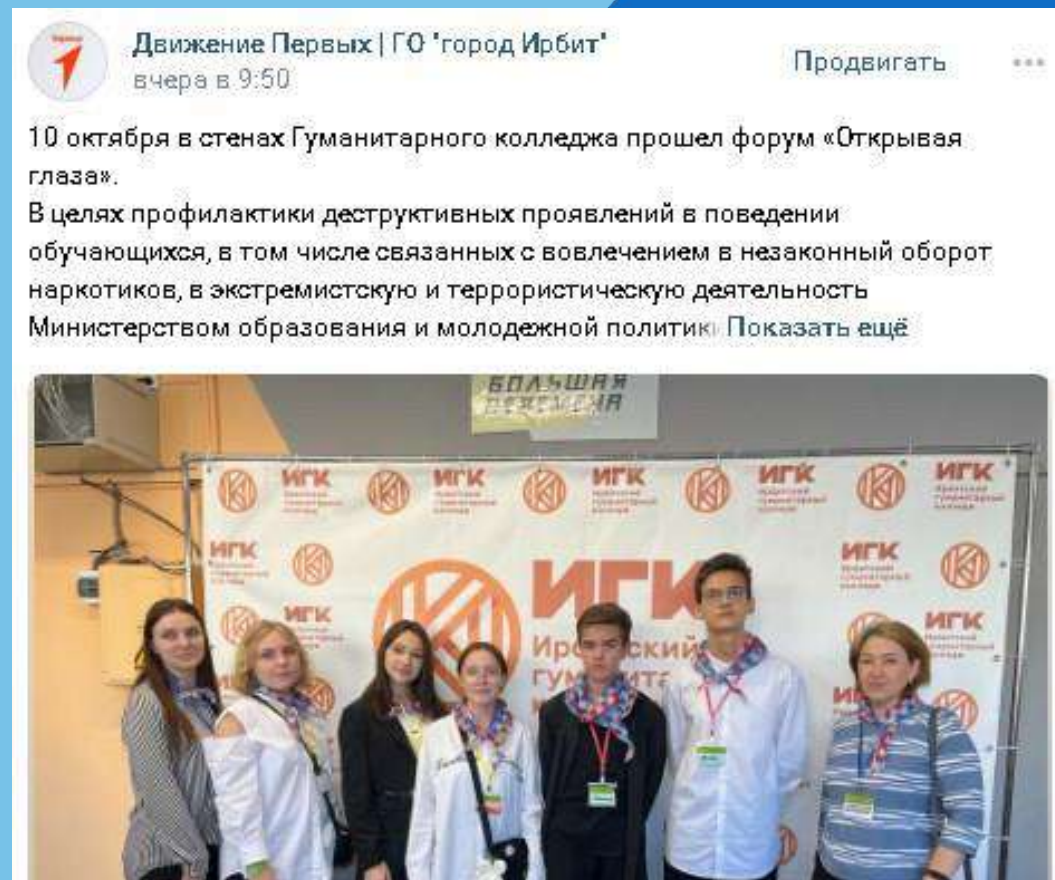 Движение Первых | ГО "город Ирбит"
вчера в 9:50
Продвигать
10 октября в стенах Гуманитарного колледжа прошел форум «Открывая
глаза».
В целях профилактики деструктивных проявлений в поведении
обучающихся, в том числе связанных с вовлечением в незаконный оборот
наркотиков, в экстремистскую и террористическую деятельность
Министерством образования и молодежной политик Показать ещё
БОЛЬШАЯ
ПЕРЕМЕНА
ИГК
ИГК
ИГК
ИГК
ИГК
ИГК
ИГК
ИГК
ИГК
ИГК